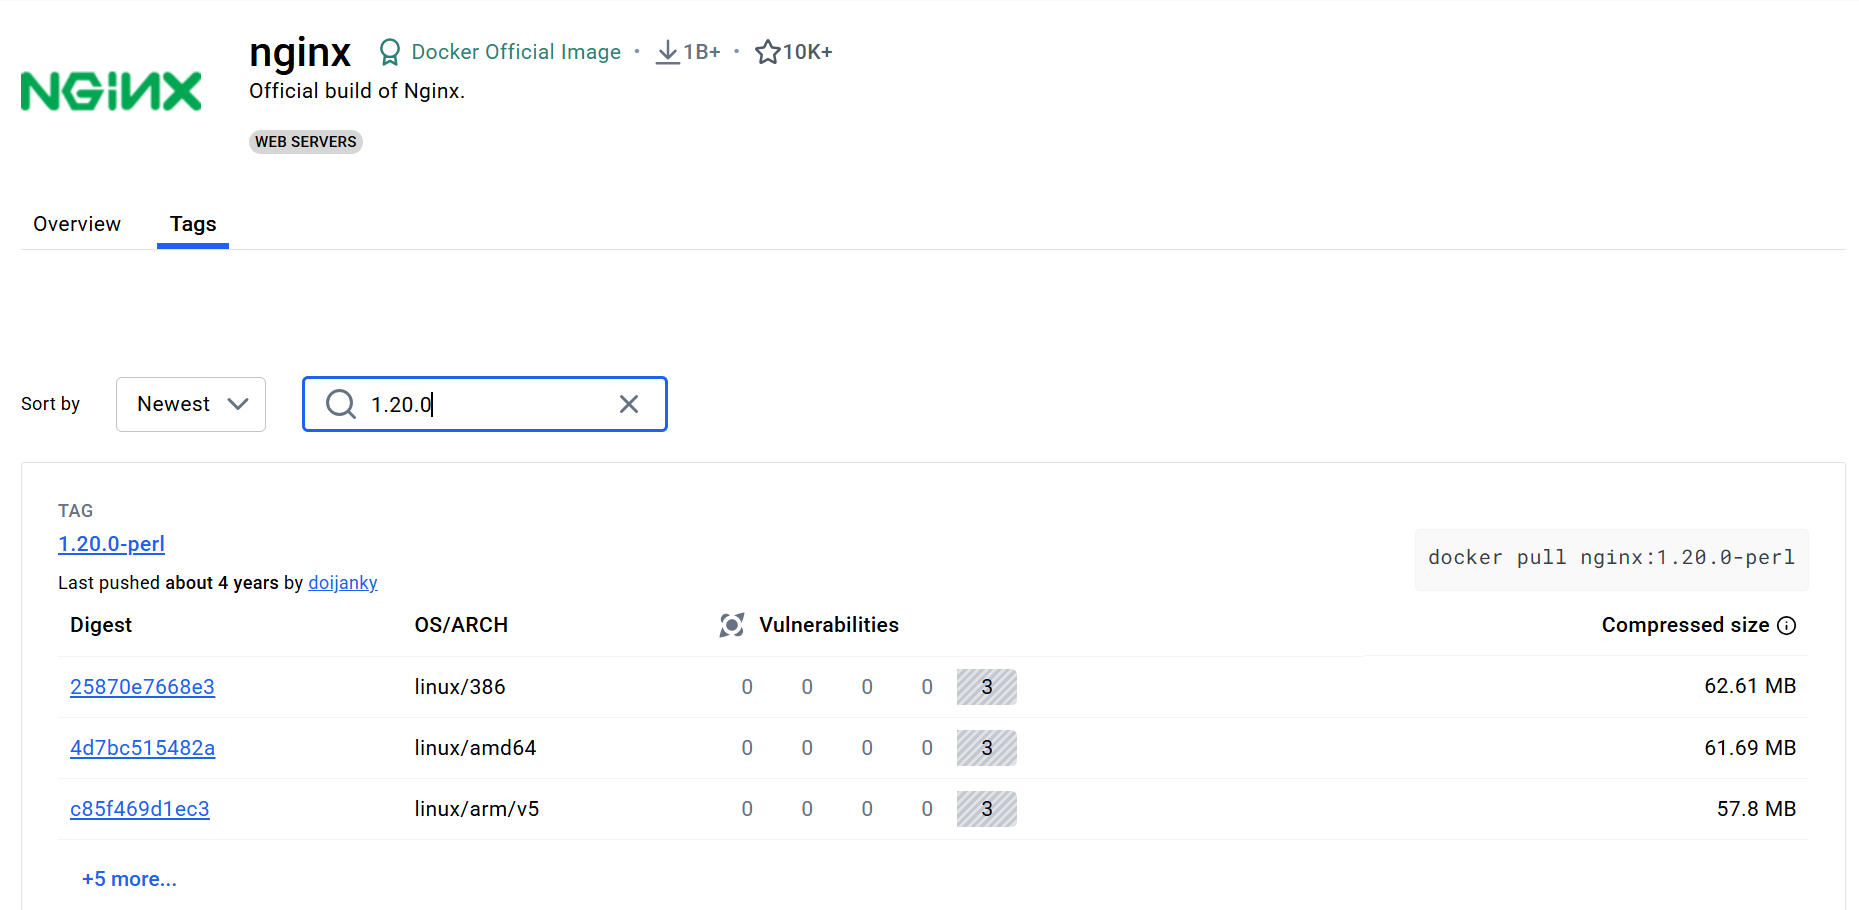 NGINX
nginx Docker Official Image • 1B+ • 10K+
Official build of Nginx.
WEB SERVERS
Overview Tags
Sort by Newest 1.20.0
TAG
1.20.0-perl
docker pull nginx:1.20.0-perl
Last pushed about 4 years by doijanky
Digest OS/ARCH Vulnerabilities Compressed size
25870e7668e3 linux/386 0 0 0 0 3 62.61 MB
4d7bc515482a linux/amd64 0 0 0 0 3 61.69 MB
c85f469d1ec3 linux/arm/v5 0 0 0 0 3 57.8 MB
+5 more...